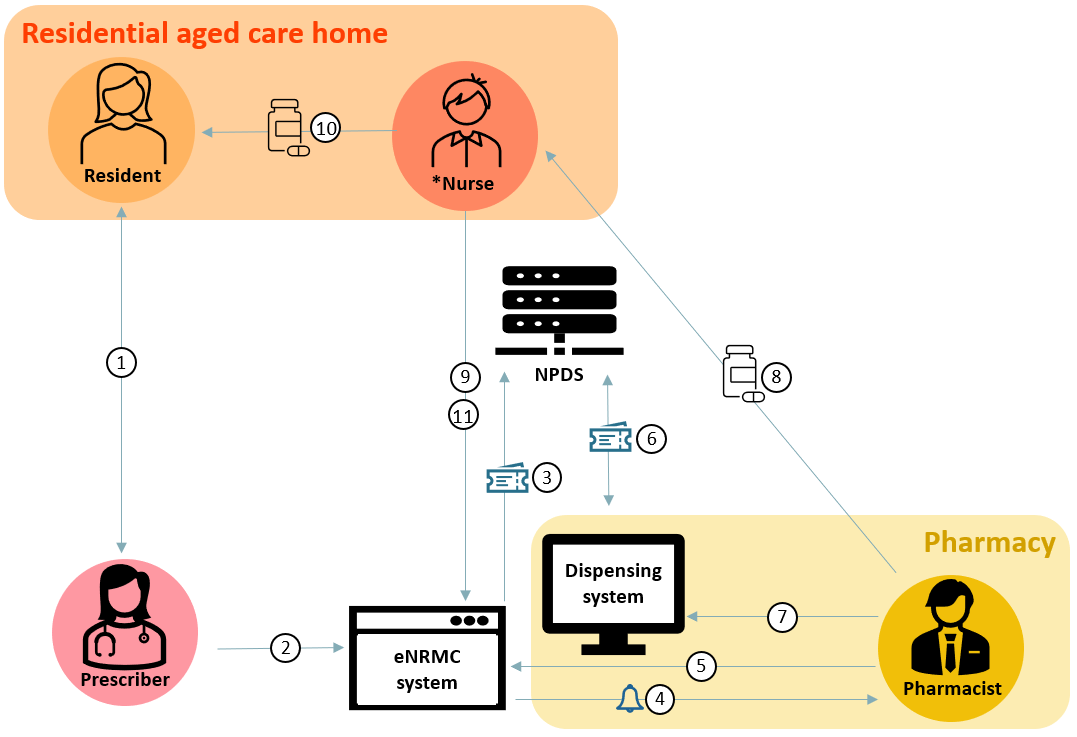 Residential aged care home
10
Resident
*Nurse
1
9
11
NPDS
8
6
3
Pharmacy
Dispensing
system
7
2
eNRMC
system
5
4
Prescriber
Pharmacist